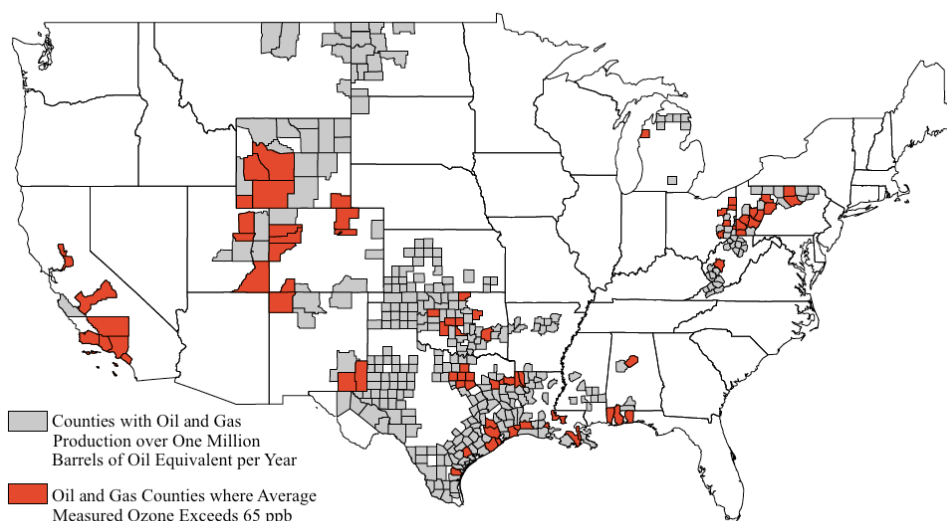 Counties with Oil and Gas
Production over One Million
Barrels of Oil Equivalent per Year
Oil and Gas Counties where Average
Measured Ozone Exceeds 65 ppb